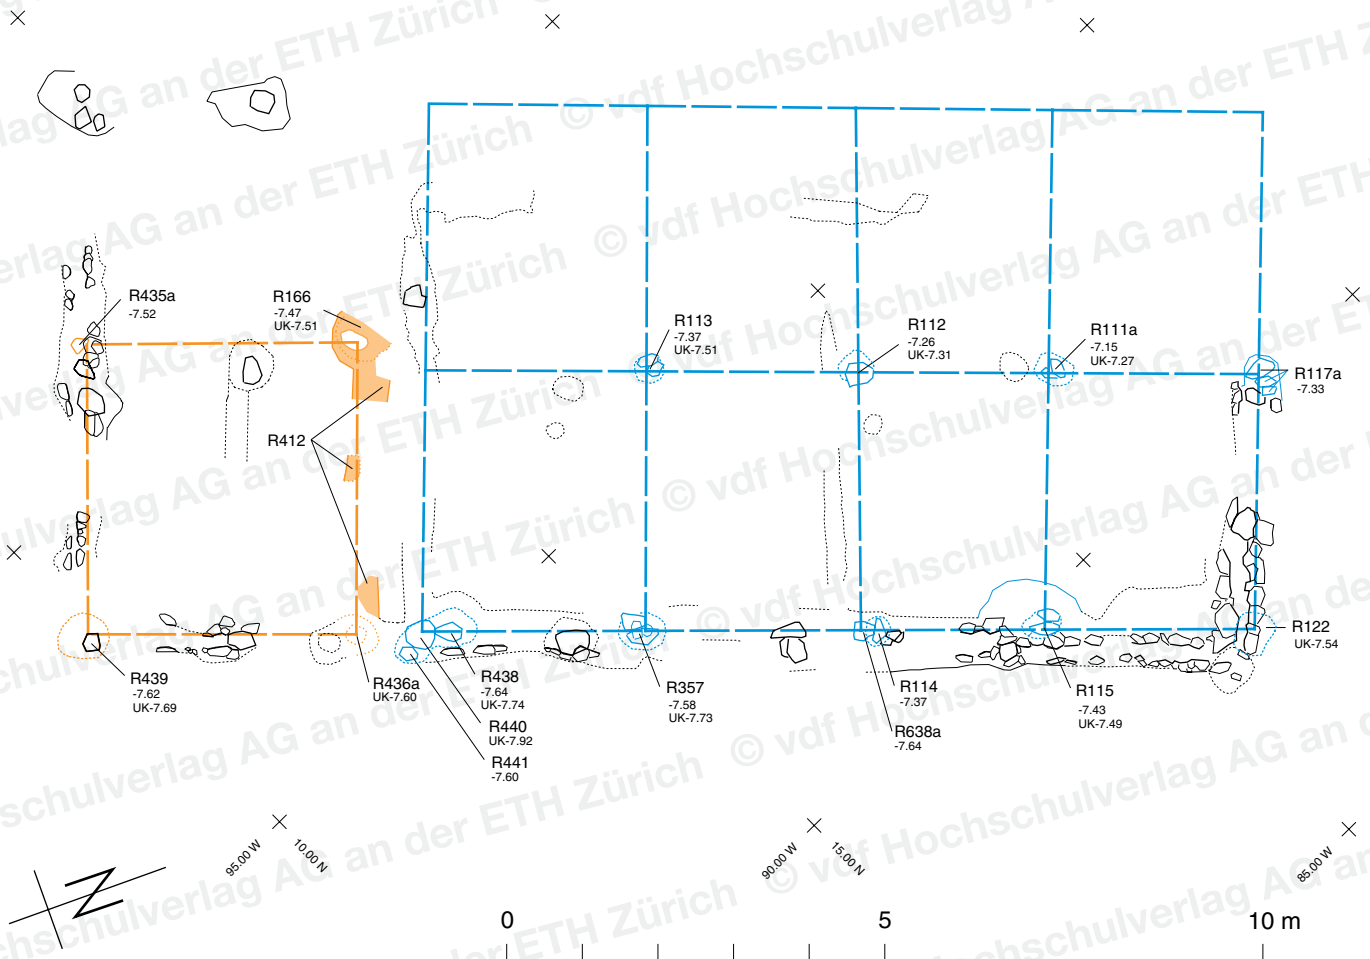 R435a
-7.52
R166
-7.47
UK-7.51
R412
R113
-7.37
UK-7.51
R112
-7.26
UK-7.31
R111a
-7.15
UK-7.27
R117a
-7.33
R439
-7.62
UK-7.69
R436a
UK-7.60
R438
-7.64
UK-7.74
R440
UK-7.92
R441
-7.60
R357
-7.58
UK-7.73
R114
-7.37
R638a
-7.64
R115
-7.43
UK-7.49
R122
UK-7.54
95.00 W
10.00 N
90.00 W
15.00 N
85.00 W
N
0 5 10 m
© vdf Hochschulverlag AG an der ETH Zürich